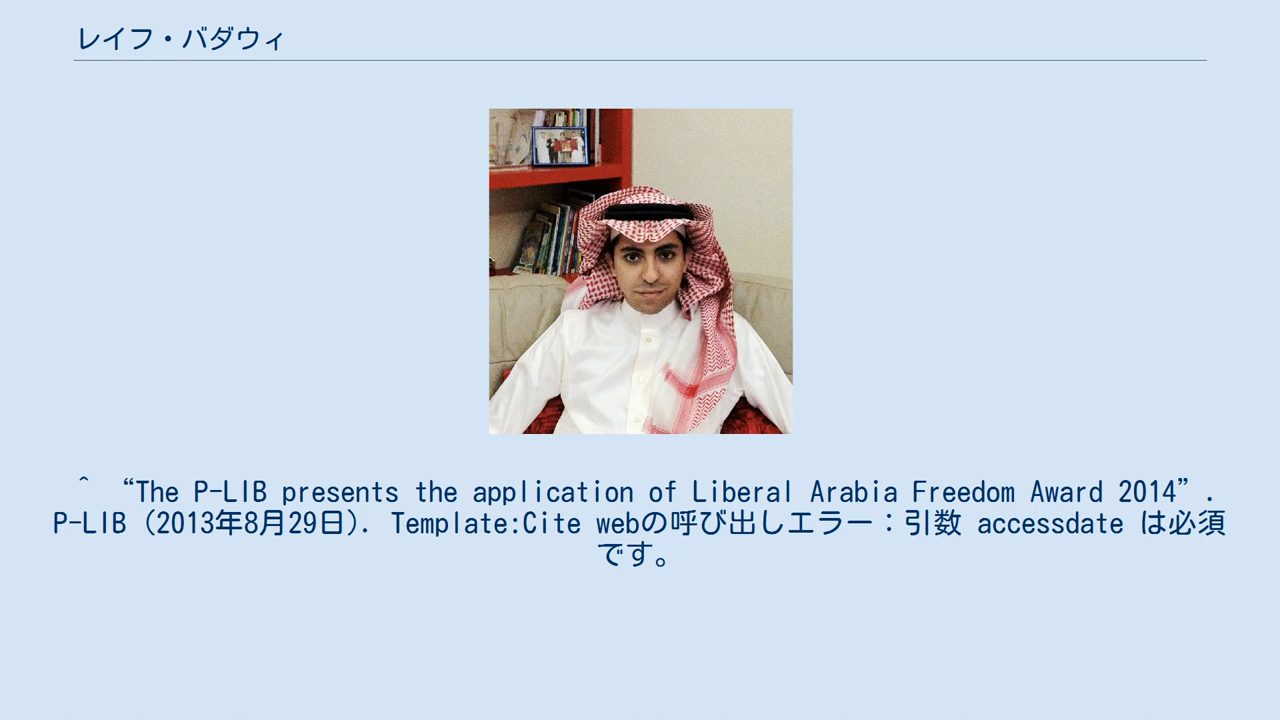 レイフ・バダウィ
^ “The P-LIB presents the application of Liberal Arabia Freedom Award 2014”.
P-LIB (2013年8月29日). Template:Cite webの呼び出しエラー：引数 accessdate は必須
です。